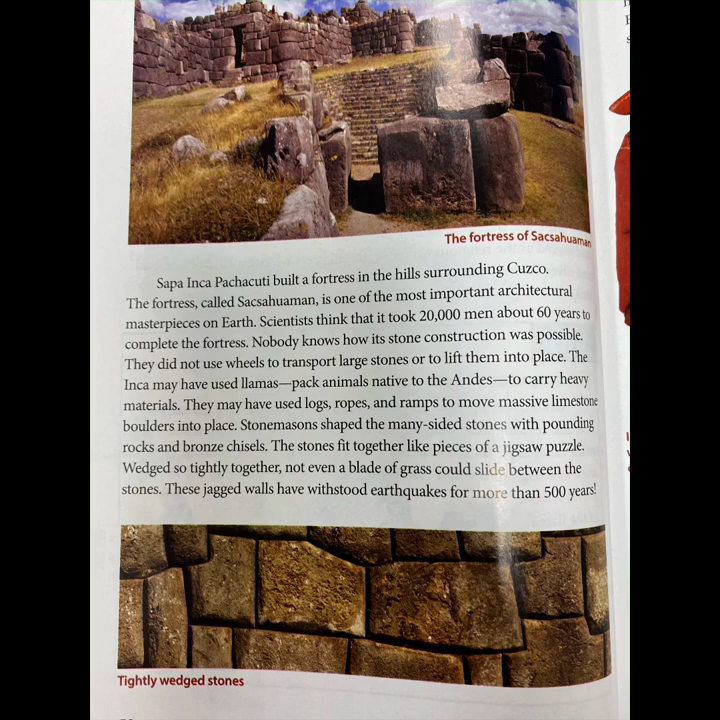 The fortress of Sacsahuaman
Sapa Inca Pachacuti built a fortress in the hills surrounding Cuzco.
The fortress, called Sacsahuaman, is one of the most important architectural
masterpieces on Earth. Scientists think that it took 20,000 men about 60 years to
complete the fortress. Nobody knows how its stone construction was possible.
They did not use wheels to transport large stones or to lift them into place. The
Inca may have used llamas—pack animals native to the Andes—to carry heavy
materials. They may have used logs, ropes, and ramps to move massive limestone
boulders into place. Stonemasons shaped the many-sided stones with pounding
rocks and bronze chisels. The stones fit together like pieces of a jigsaw puzzle.
Wedged so tightly together, not even a blade of grass could slide between the
stones. These jagged walls have withstood earthquakes for more than 500 years!
Tightly wedged stones